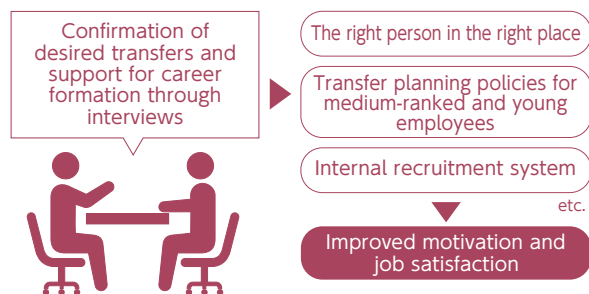 Confirmation of
desired transfers and
support for career
formation through
interviews
The right person in the right place
Transfer planning policies for
medium-ranked and young
employees
Internal recruitment system
etc.
Improved motivation and
job satisfaction